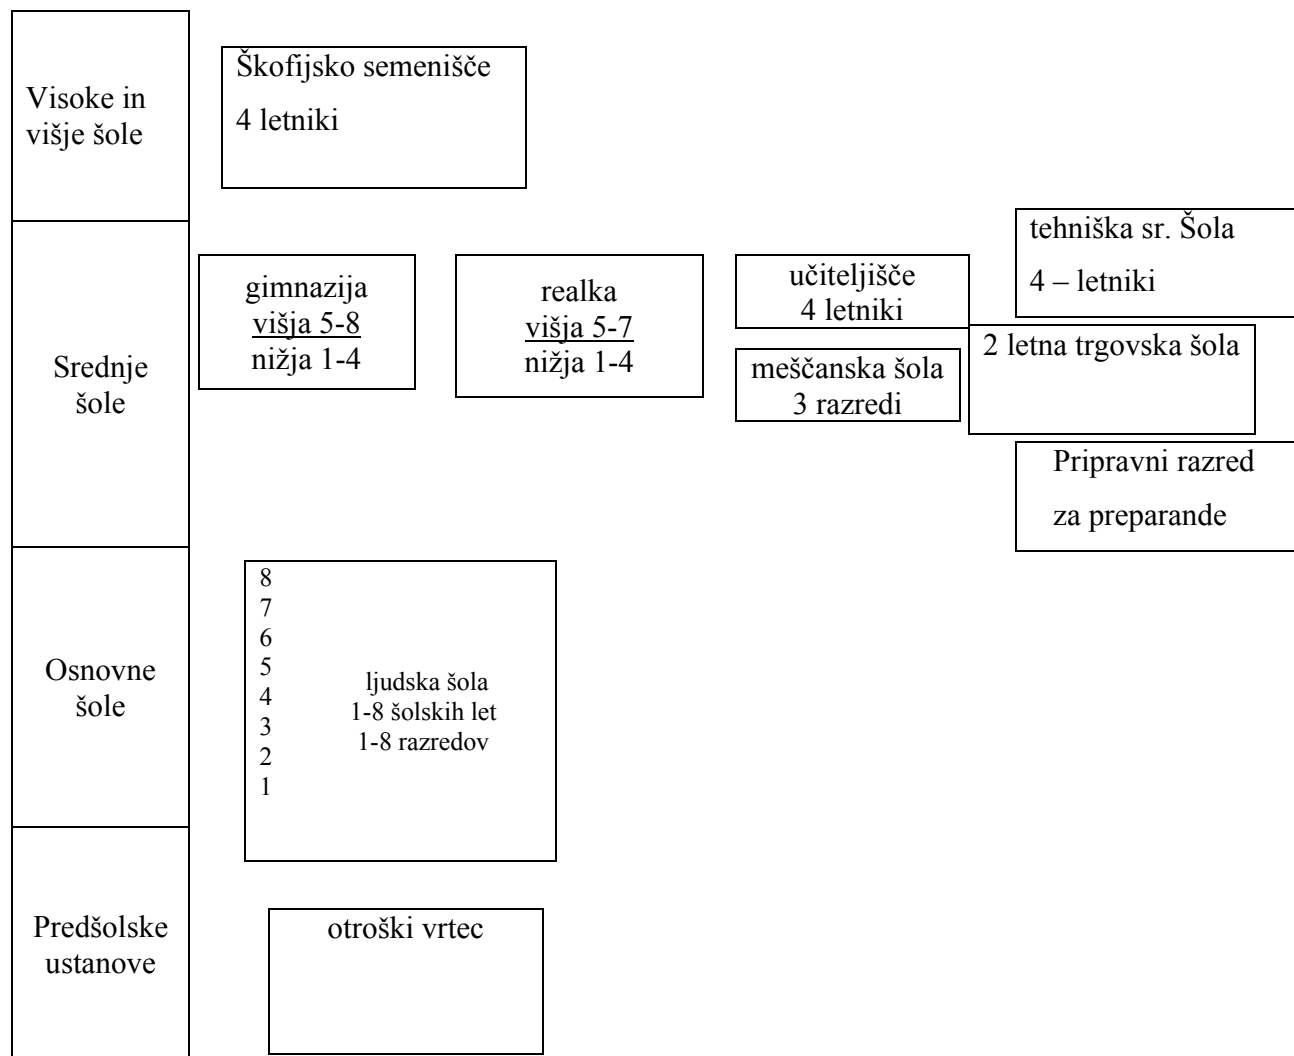 Visoke in
višje šole
Škofijsko semenišče
4 letniki
Srednje
šole
gimnazija
višja 5-8
nižja 1-4
realka
višja 5-7
nižja 1-4
učiteljišče
4 letniki
meščanska šola
3 razredi
tehniška sr. Šola
4 – letniki
2 letna trgovska šola
Pripravni razred
za preparande
Osnovne
šole
8
7
6
5
4
3
2
1
ljudska šola
1-8 šolskih let
1-8 razredov
Predšolske
ustanove
otroški vrtec